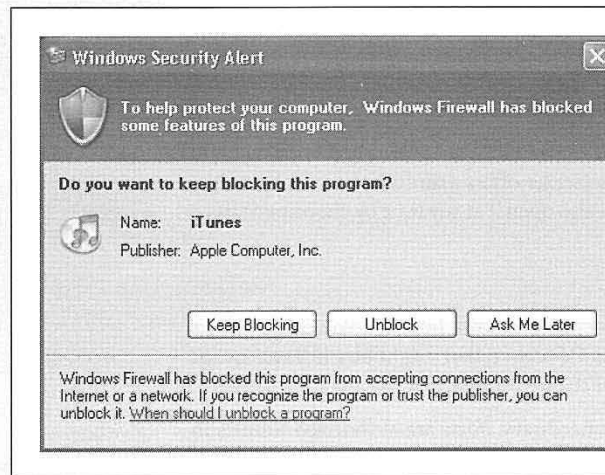 Windows Security Alert
To help protect your computer, Windows Firewall has blocked
some features of this program.
Do you want to keep blocking this program?
Name: iTunes
Publisher: Apple Computer, Inc.
Keep Blocking Unblock Ask Me Later
Windows Firewall has blocked this program from accepting connections from the
Internet or a network. If you recognize the program or trust the publisher, you can
unblock it. When should I unblock a program?